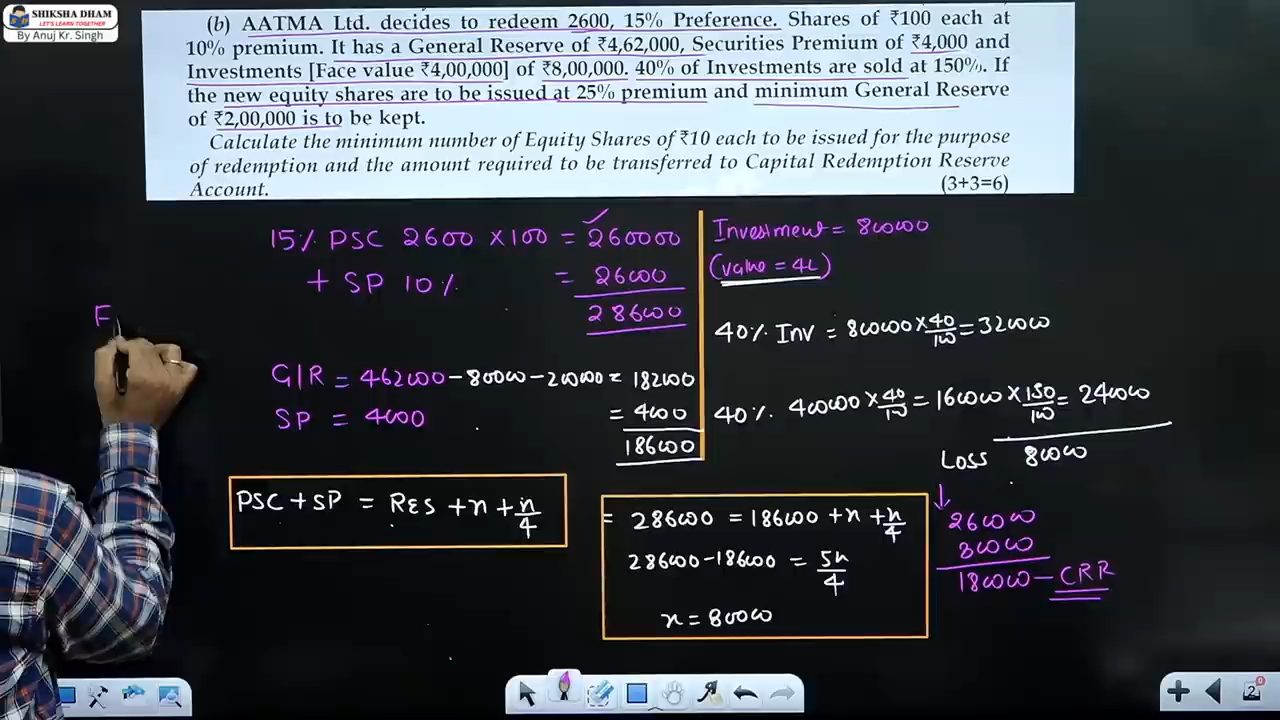 SHIKSHA DHAM
LET'S LEARN TOGETHER
By Anuj Kr. Singh
(b) AATMA Ltd. decides to redeem 2600, 15% Preference. Shares of ₹100 each at
10% premium. It has a General Reserve of ₹4,62,000, Securities Premium of ₹4,000 and
Investments [Face value ₹4,00,000] of ₹8,00,000. 40% of Investments are sold at 150%. If
the new equity shares are to be issued at 25% premium and minimum General Reserve
of ₹2,00,000 is to be kept.
Calculate the minimum number of Equity Shares of ₹10 each to be issued for the purpose
of redemption and the amount required to be transferred to Capital Redemption Reserve
Account. (3+3=6)
15% PSC 2600 × 100 = 260000
+ SP 10% = 26000
286000
G/R = 462000 - 80000 - 200000 = 182000
SP = 4000 = 4000
186000
PSC + SP = RES + n + n/4
Investment = 800000
(value = 4L)
40% Inv = 800000 × 40/100 = 320000
40% 400000 × 40/100 = 160000 × 150/100 = 240000
Loss 80000
= 286000 = 186000 + n + n/4
286000 - 186000 = 5n/4
n = 80000
260000
80000
180000 - CRR
F
2